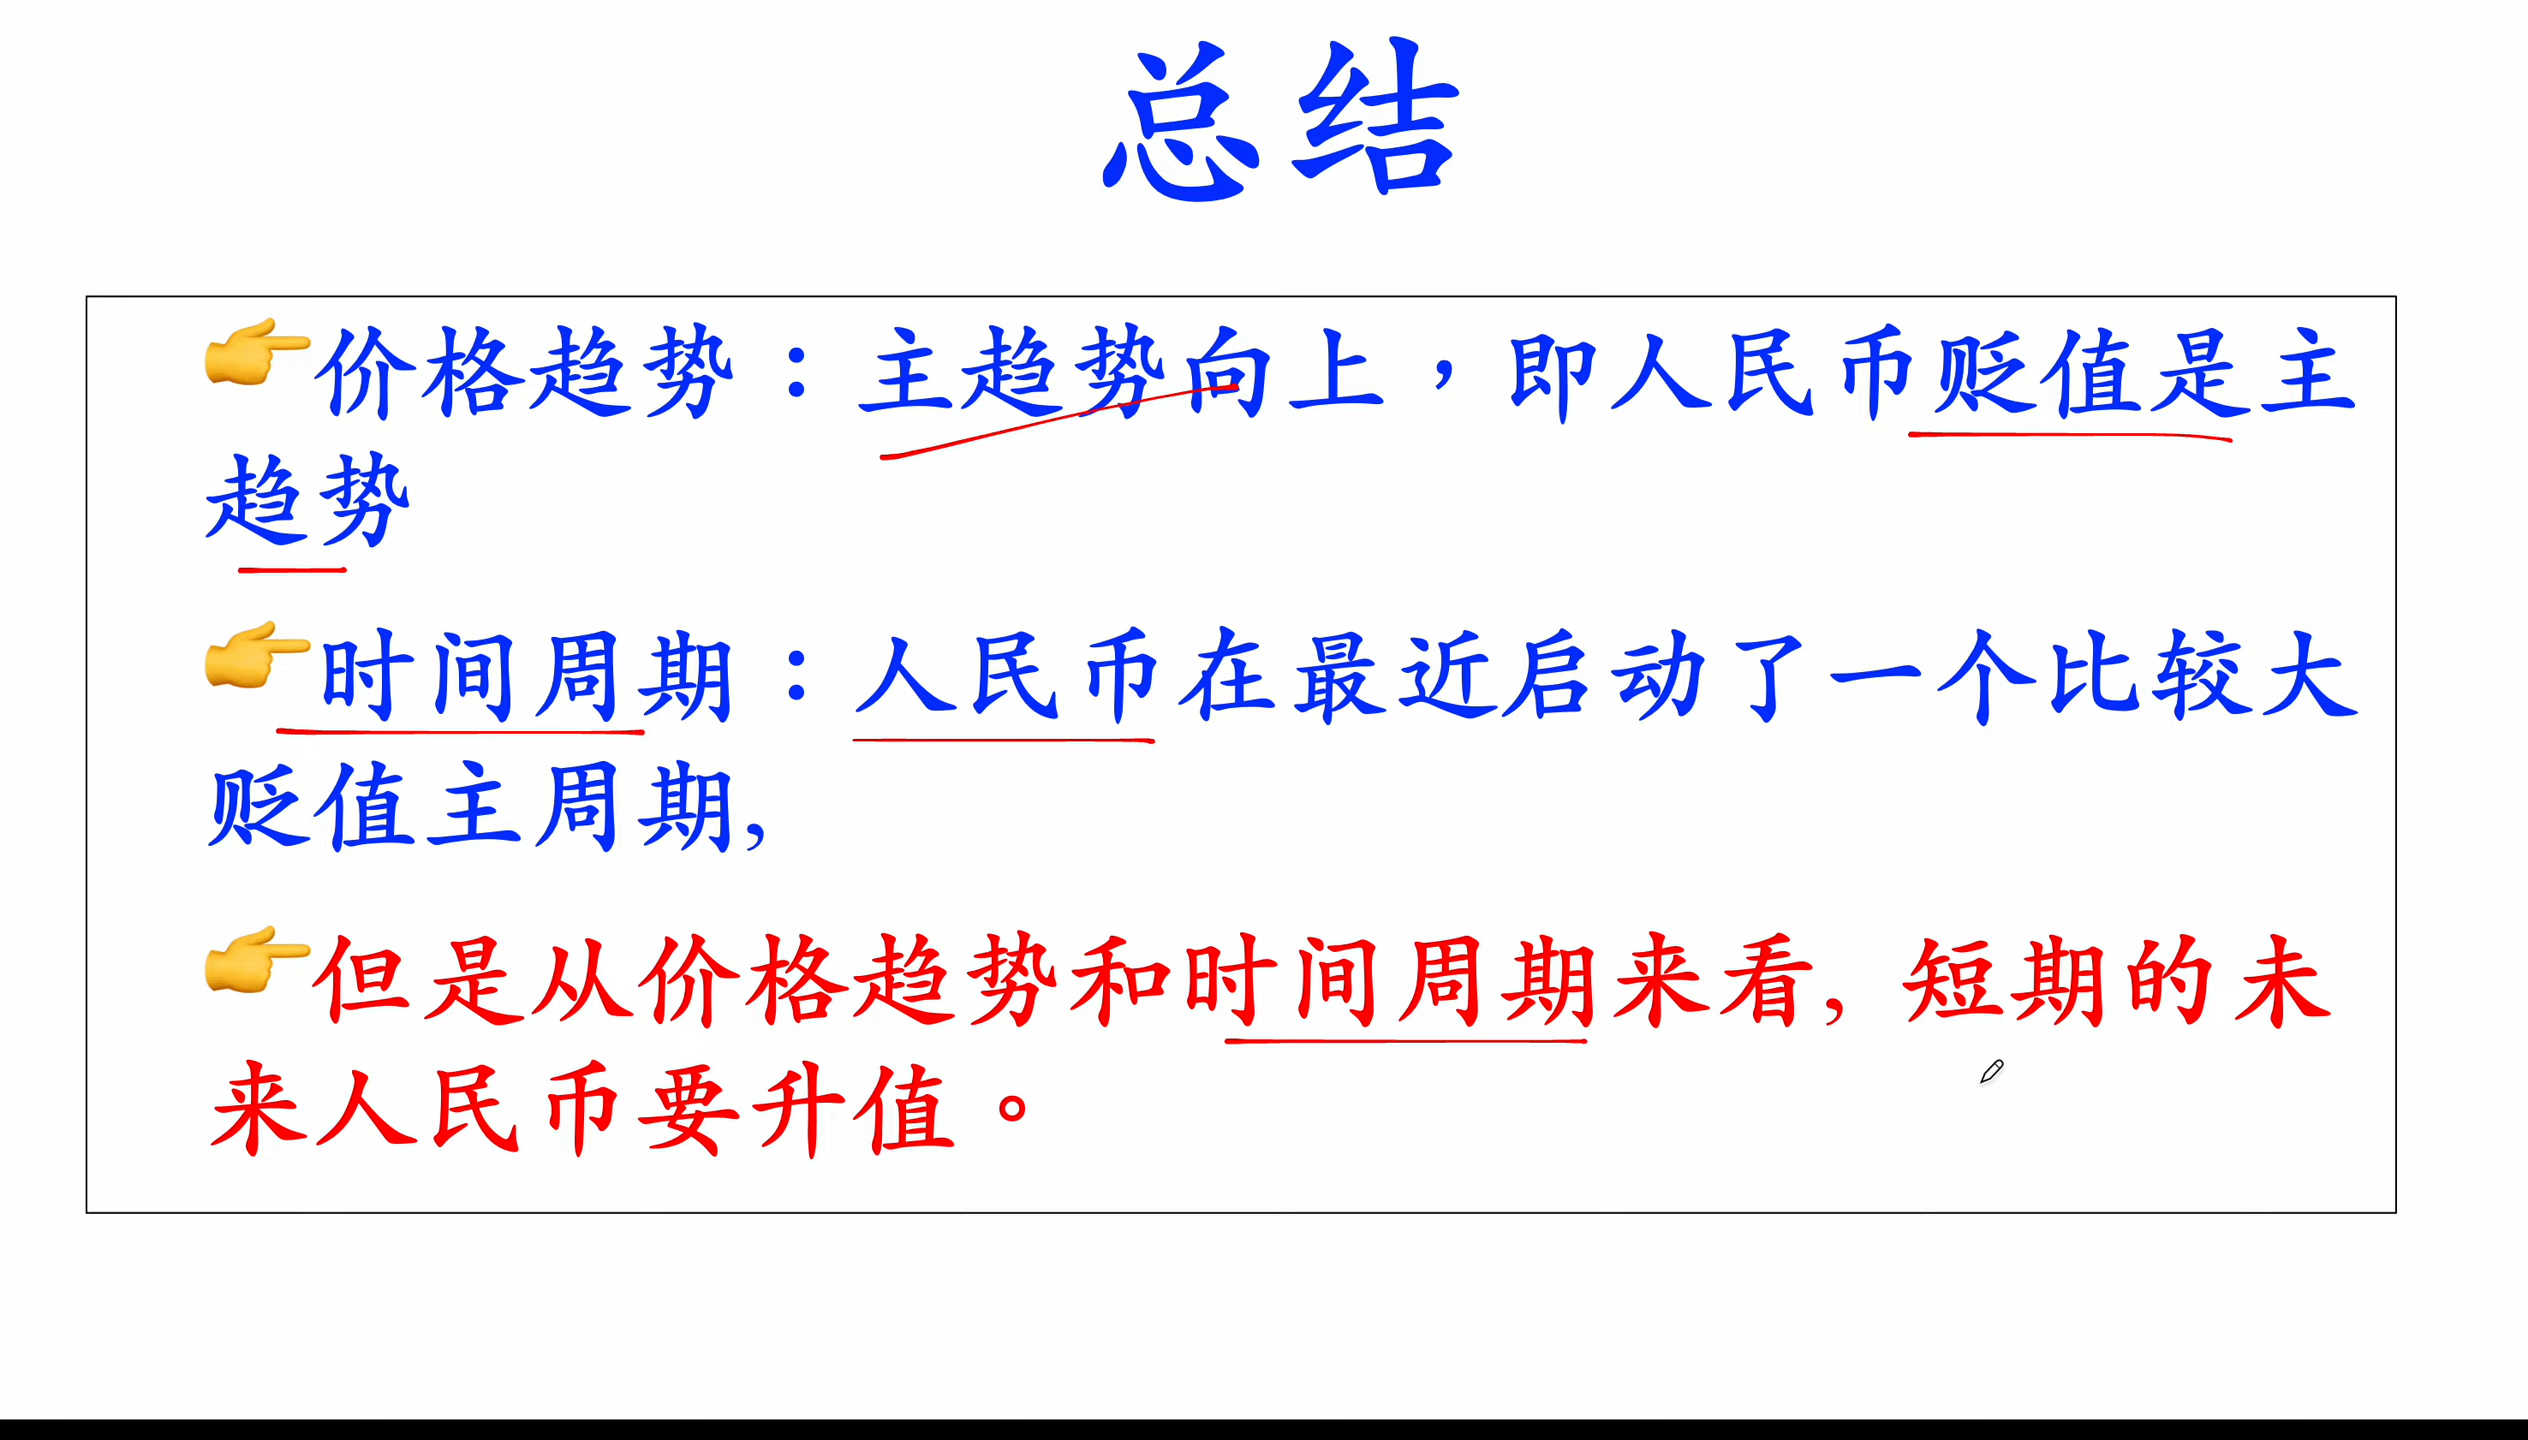 总结
👉价格趋势：主趋势向上，即人民币贬值是主
趋势
👉时间周期：人民币在最近启动了一个比较大
贬值主周期,
👉但是从价格趋势和时间周期来看, 短期的未
来人民币要升值。